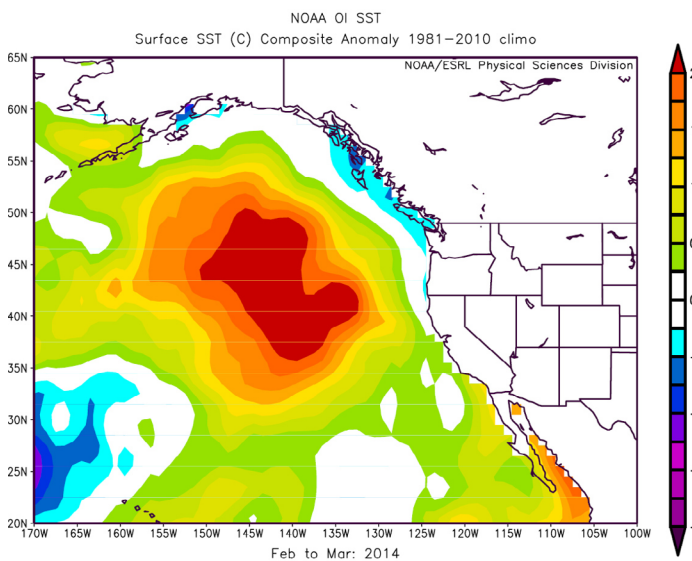 NOAA OI SST
Surface SST (C) Composite Anomaly 1981−2010 climo
65N
NOAA/ESRL Physical Sciences Division
60N
55N
50N
45N
40N
35N
30N
25N
20N
170W 165W 160W 155W 150W 145W 140W 135W 130W 125W 120W 115W 110W 105W 100W
Feb to Mar: 2014